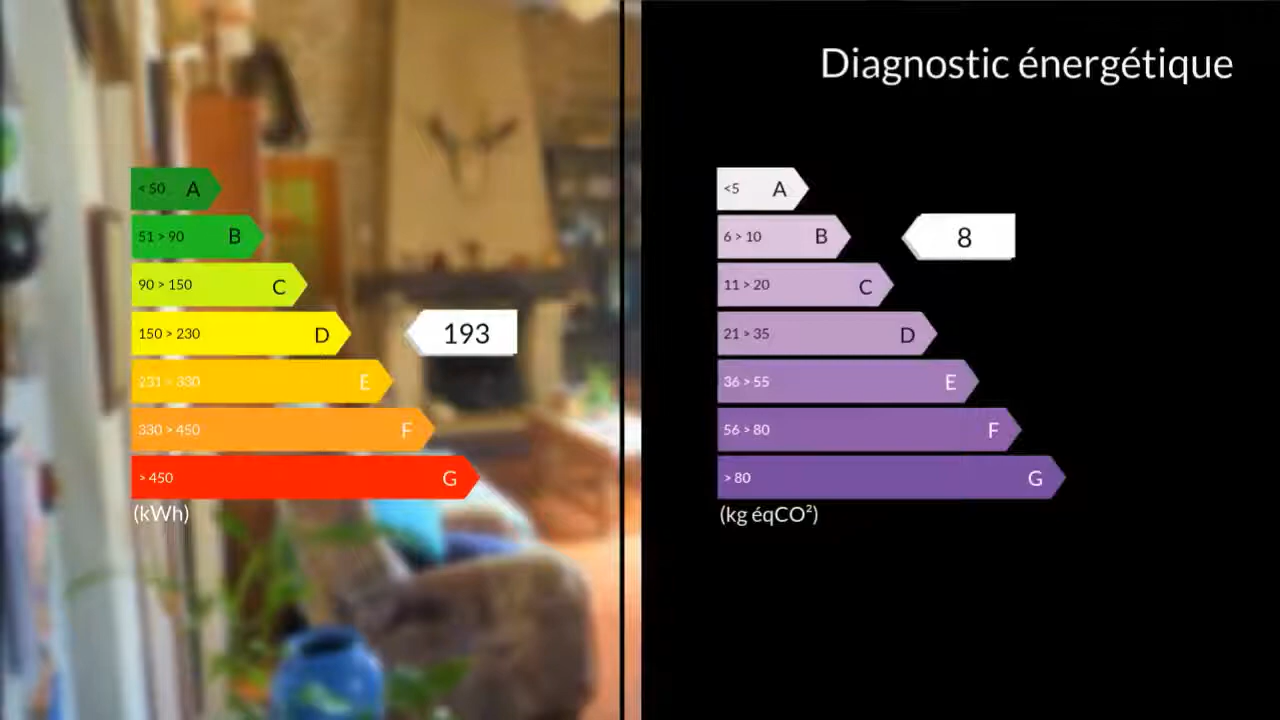 Diagnostic énergétique
< 50 A
51 > 90 B
90 > 150 C
150 > 230 D
193
231 > 330 E
330 > 450 F
> 450 G
(kWh)
<5 A
6 > 10 B
8
11 > 20 C
21 > 35 D
36 > 55 E
56 > 80 F
> 80 G
(kg éqCO²)